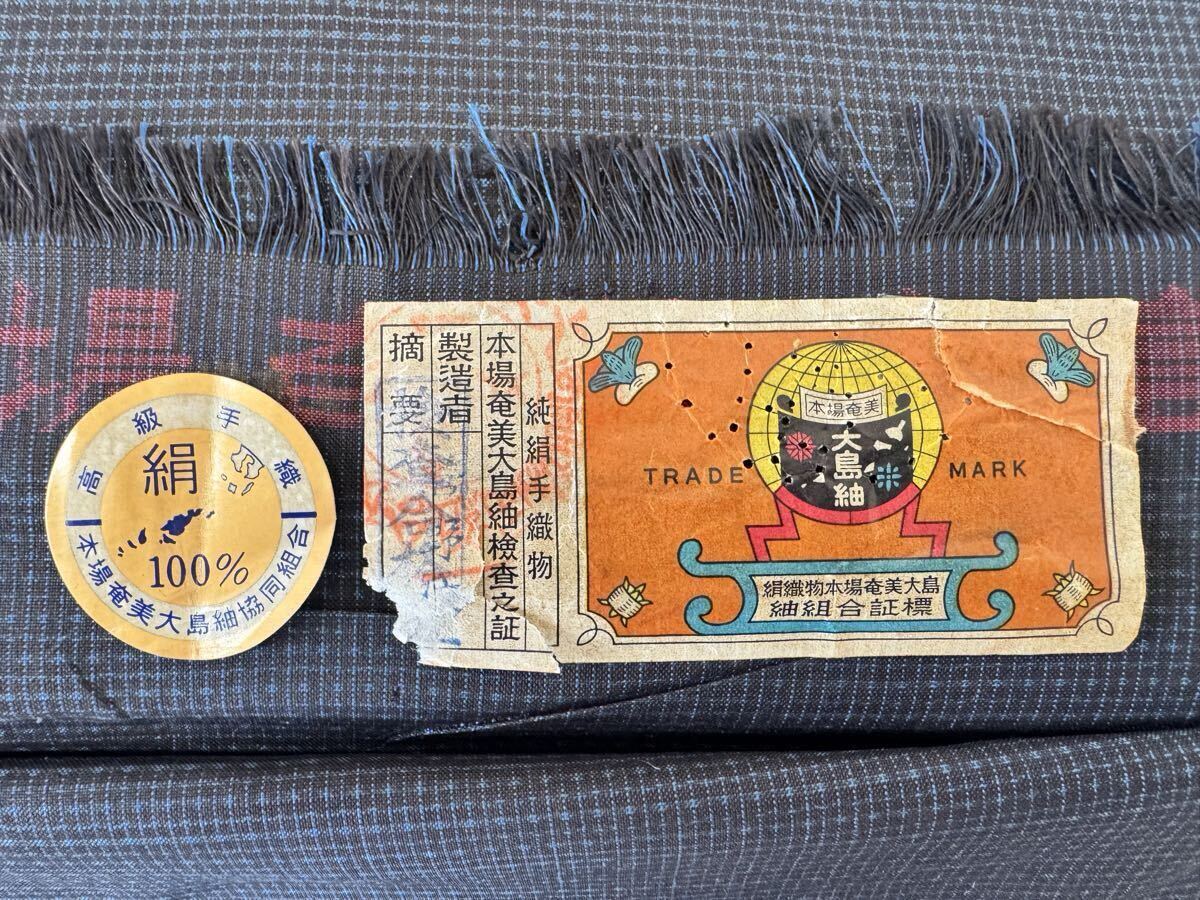 高級手織
絹
100%
本場奄美大島紬協同組合
純絹手織物
本場奄美大島紬檢查之証
製造者
摘要
本場奄美
大島紬
TRADE MARK
絹織物本場奄美大島
紬組合証標